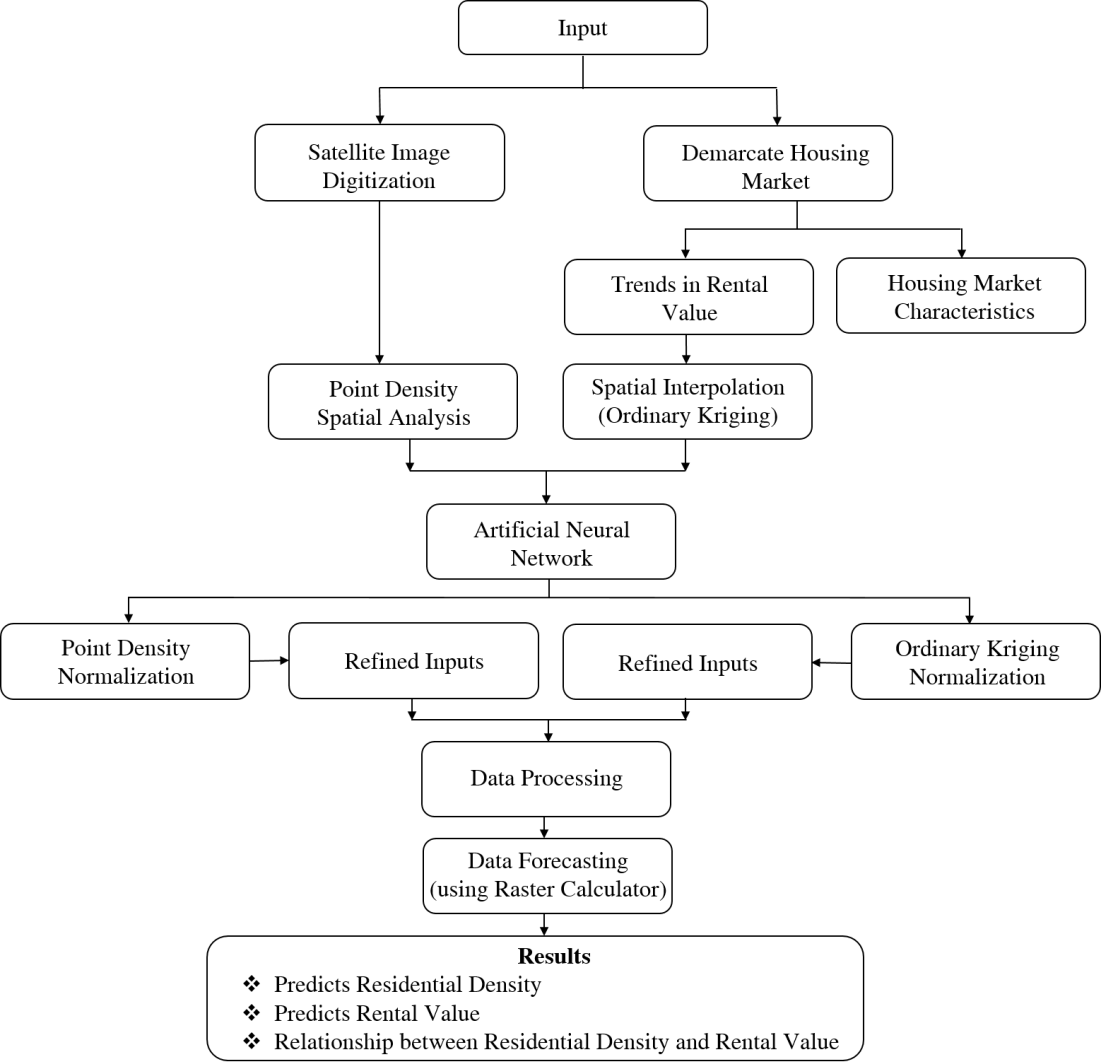 Input
Satellite Image
Digitization
Demarcate Housing
Market
Trends in Rental
Value
Housing Market
Characteristics
Point Density
Spatial Analysis
Spatial Interpolation
(Ordinary Kriging)
Artificial Neural
Network
Point Density
Normalization
Refined Inputs
Refined Inputs
Ordinary Kriging
Normalization
Data Processing
Data Forecasting
(using Raster Calculator)
Results
❖ Predicts Residential Density
❖ Predicts Rental Value
❖ Relationship between Residential Density and Rental Value